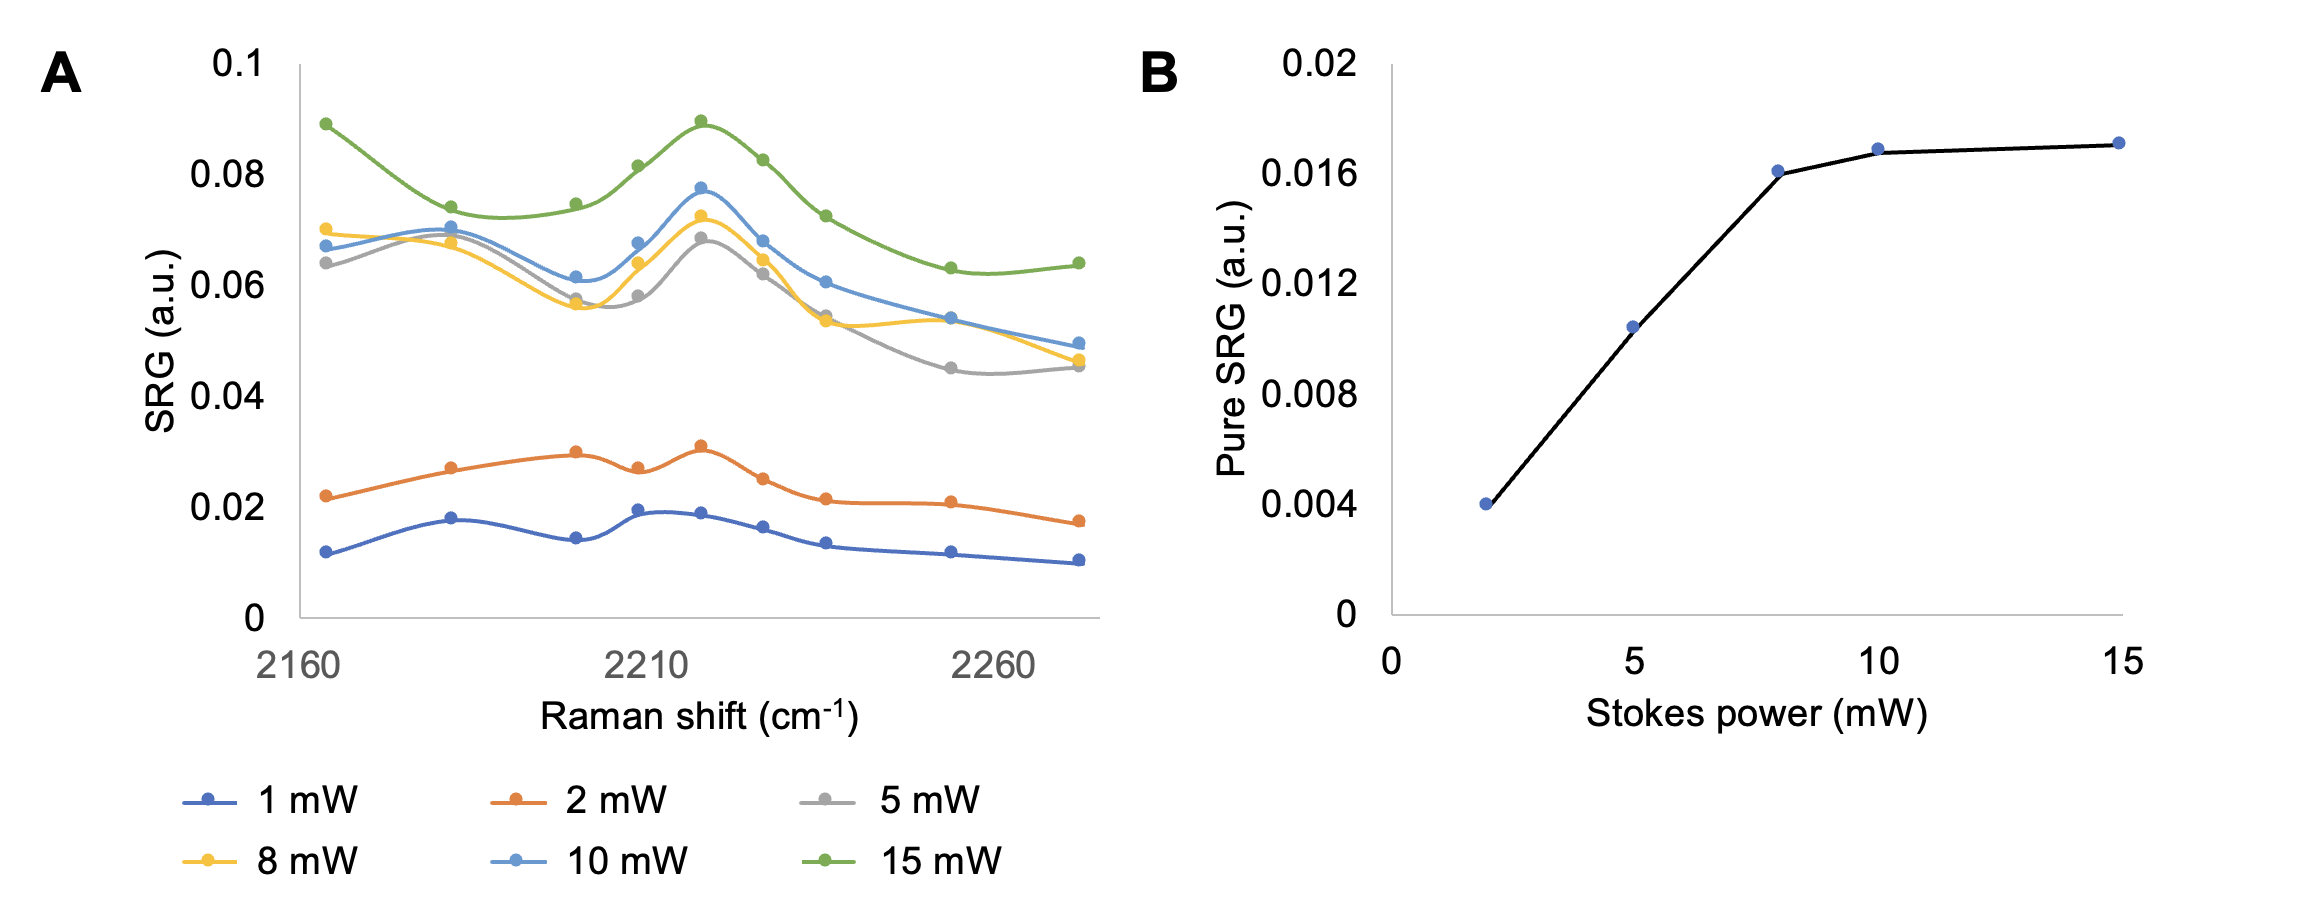 A
0.1
0.08
0.06
0.04
0.02
0
SRG (a.u.)
2160 2210 2260
Raman shift (cm⁻¹)
1 mW 2 mW 5 mW
8 mW 10 mW 15 mW
B
0.02
0.016
0.012
0.008
0.004
0
Pure SRG (a.u.)
0 5 10 15
Stokes power (mW)